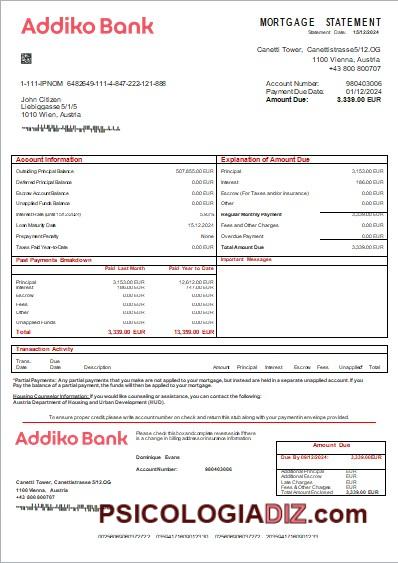 Addiko Bank
MORTGAGE STATEMENT
Statement Date: 15/12/2024
Canetti Tower, Canettistrasse5/12.OG
1100 Vienna, Austria
+43 800 800707
1-111-IPNOM 6482649-111-4-847-222-121-888
Account Number: 980403006
Payment Due Date: 01/12/2024
Amount Due: 3,339.00 EUR
John Citizen
Liebiggasse 5/1/5
1010 Wien, Austria
Account Information
Outstanding Principal Balance 507,855.00 EUR
Deferred Principal Balance 0.00 EUR
Escrow Account Balance 0.00 EUR
Unapplied Funds Balance 0.00 EUR
Interest Rate (until 15.12.2024)
Loan Maturity Date 15.12.2024
Prepayment Penalty None
Taxes Paid Year-to-Date 0.00 EUR
Explanation of Amount Due
Principal 3,153.00 EUR
Interest 186.00 EUR
Escrow (For Taxes and/or Insurance) 0.00 EUR
Other 0.00 EUR
Regular Monthly Payment 3,339.00 EUR
Fees and Other Charges 0.00 EUR
Overdue Payment 0.00 EUR
Total Amount Due 3,339.00 EUR
Past Payments Breakdown
Paid Last Month Paid Year to Date
Principal 3,153.00 EUR 12,612.00 EUR
Interest 186.00 EUR 747.00 EUR
Escrow 0.00 EUR 0.00 EUR
Fees 0.00 EUR 0.00 EUR
Other 0.00 EUR 0.00 EUR
Unapplied Funds 0.00 EUR 0.00 EUR
Total 3,339.00 EUR 13,359.00 EUR
Important Messages
Transaction Activity
Trans. Date Due Date Description Amount Principal Interest Escrow Fees Unapplied* Total
*Partial Payments: Any partial payments that you make are not applied to your mortgage, but instead are held in a separate unapplied account. If you
Pay the balance of a partial payment, the funds will then be applied to your mortgage.
Housing Counselor Information: If you would like counseling or assistance, you can contact the following:
Austria Department of Housing and Urban Development (HUD).
To ensure proper credit please write account number on check and return this stub along with your payment in envelope provided.
Addiko Bank
Please check this box and complete reverse side if there
is a change in billing address or insurance information.
Dominique Evans
Account Number: 980403006
Amount Due
Due By 09/12/2024: 3,339.00EUR
Additional Principal EUR
Additional Escrow EUR
Late Charges EUR
Fees & Other Charges EUR
Total Amount Enclosed 3,339.00 EUR
Canetti Tower, Canettistrasse 5/12.OG
1100 Vienna, Austria
+43 800 800707
PSICOLOGIADIZ.com